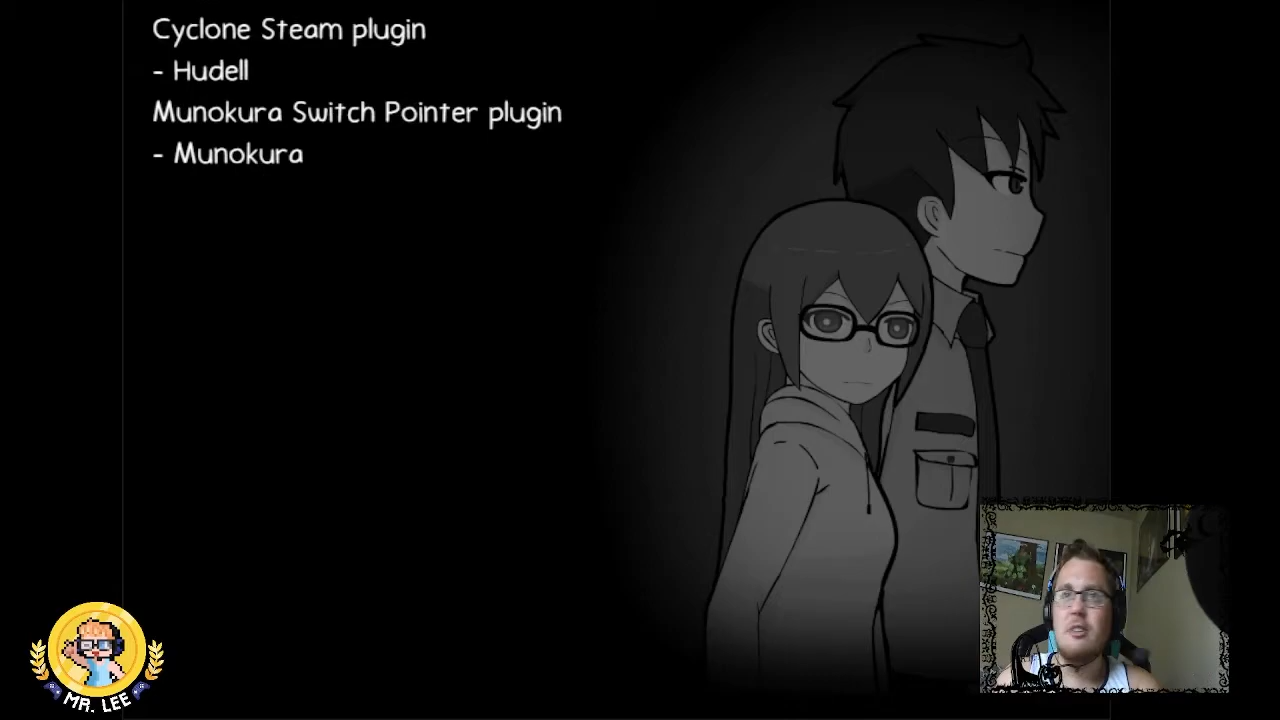 Cyclone Steam plugin
- Hudell
Munokura Switch Pointer plugin
- Munokura
MR. LEE